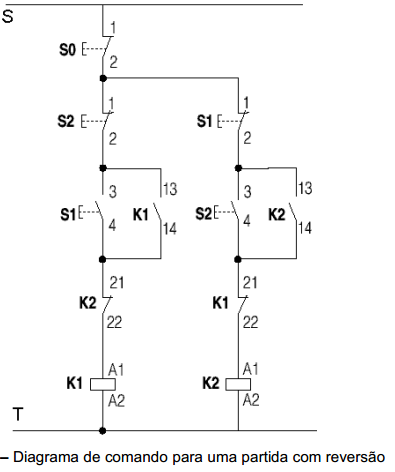 S
1
S0
2
1 1
S2 S1
2 2
3 13 3 13
S1 K1 S2 K2
4 14 4 14
21 21
K2 K1
22 22
A1 A1
K1 K2
A2 A2
T
– Diagrama de comando para uma partida com reversão